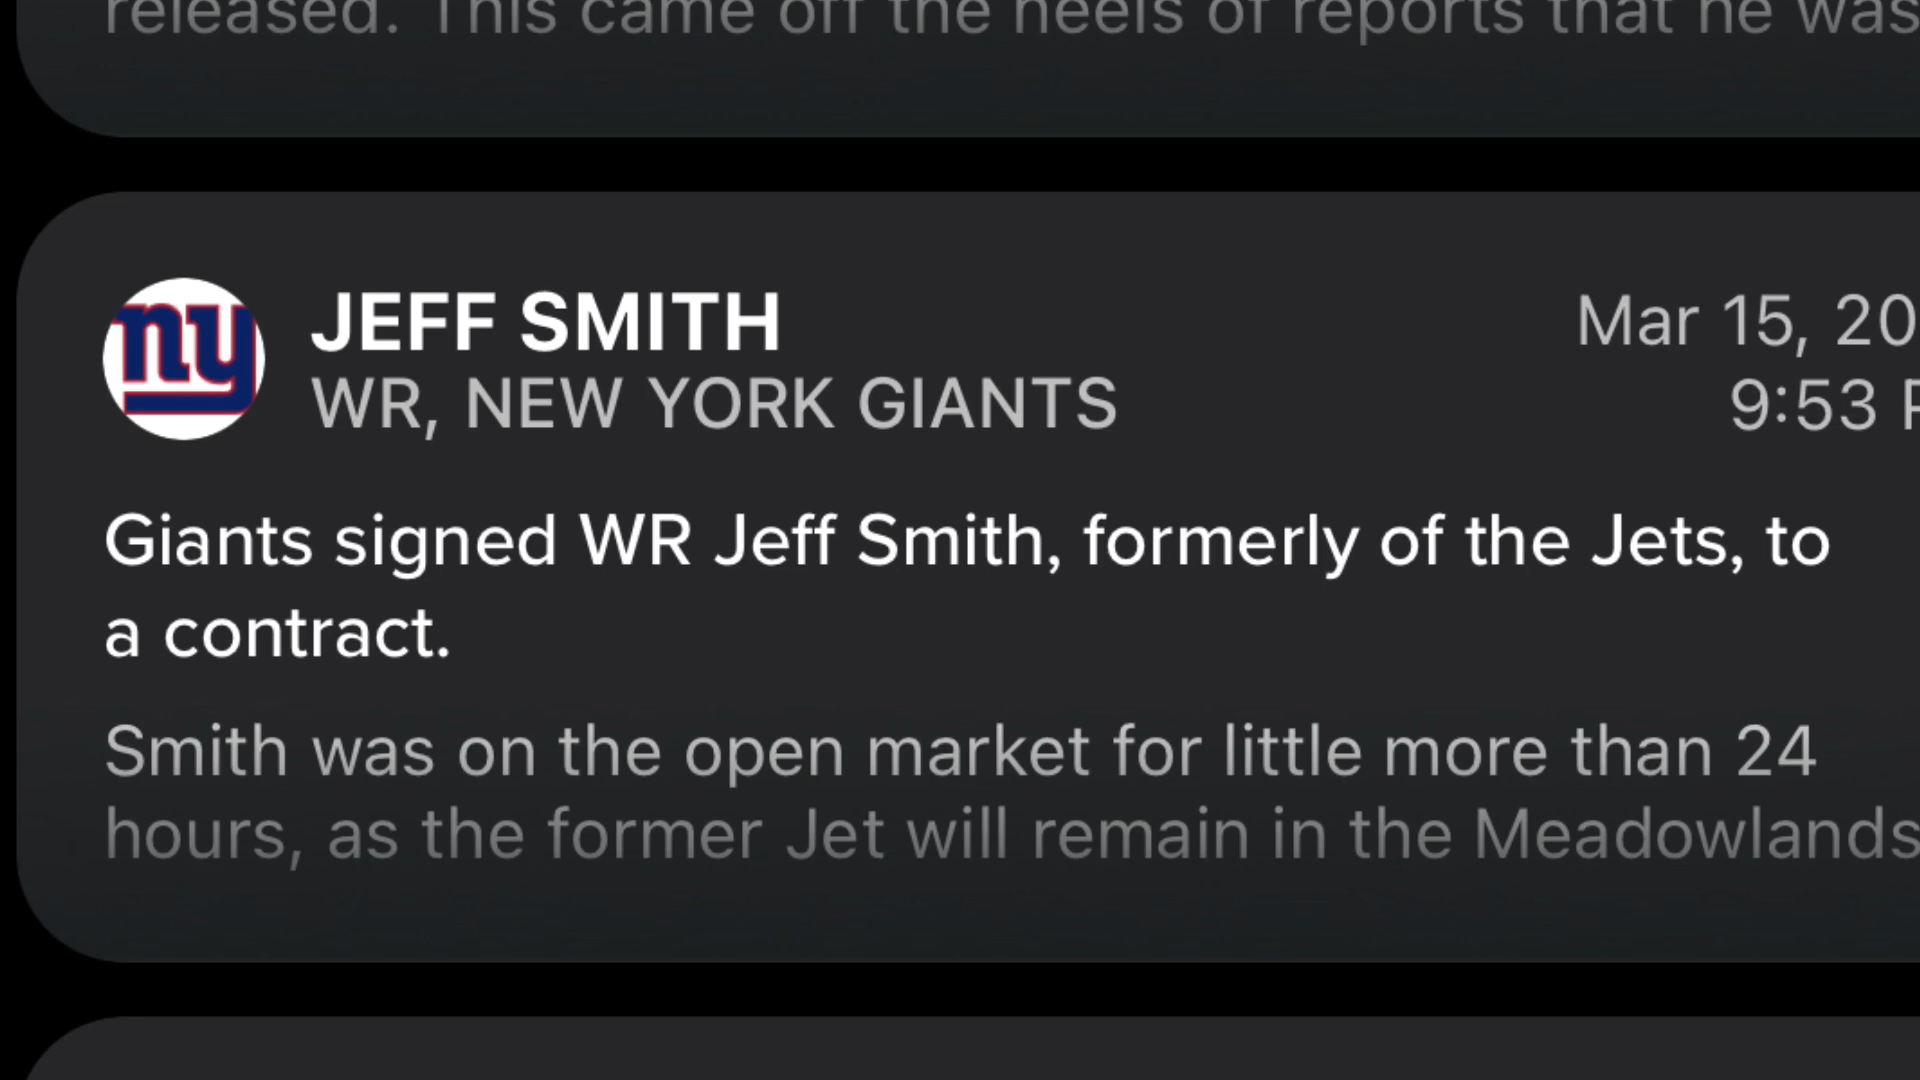 released. This came off the heels of reports that he was
ny
JEFF SMITH
Mar 15, 20
WR, NEW YORK GIANTS
9:53 P
Giants signed WR Jeff Smith, formerly of the Jets, to
a contract.
Smith was on the open market for little more than 24
hours, as the former Jet will remain in the Meadowlands